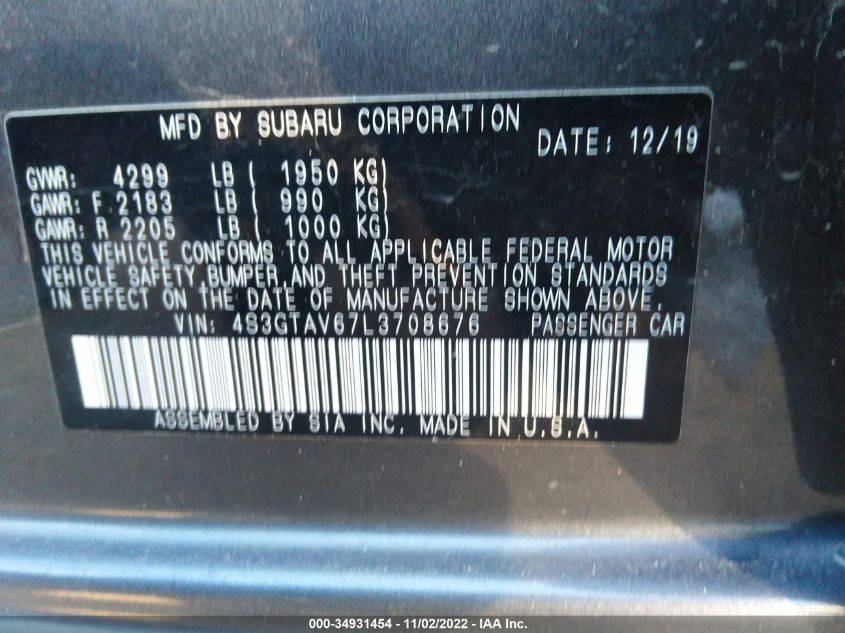 MFD BY SUBARU CORPORATION DATE: 12/19
GVWR: 4299 LB ( 1950 KG)
GAWR: F 2183 LB ( 990 KG)
GAWR: R 2205 LB ( 1000 KG)
THIS VEHICLE CONFORMS TO ALL APPLICABLE FEDERAL MOTOR
VEHICLE SAFETY, BUMPER, AND THEFT PREVENTION STANDARDS
IN EFFECT ON THE DATE OF MANUFACTURE SHOWN ABOVE.
VIN: 4S3GTAV67L3708676 PASSENGER CAR
ASSEMBLED BY SIA INC. MADE IN U.S.A.
000-34931454 - 11/02/2022 - IAA Inc.